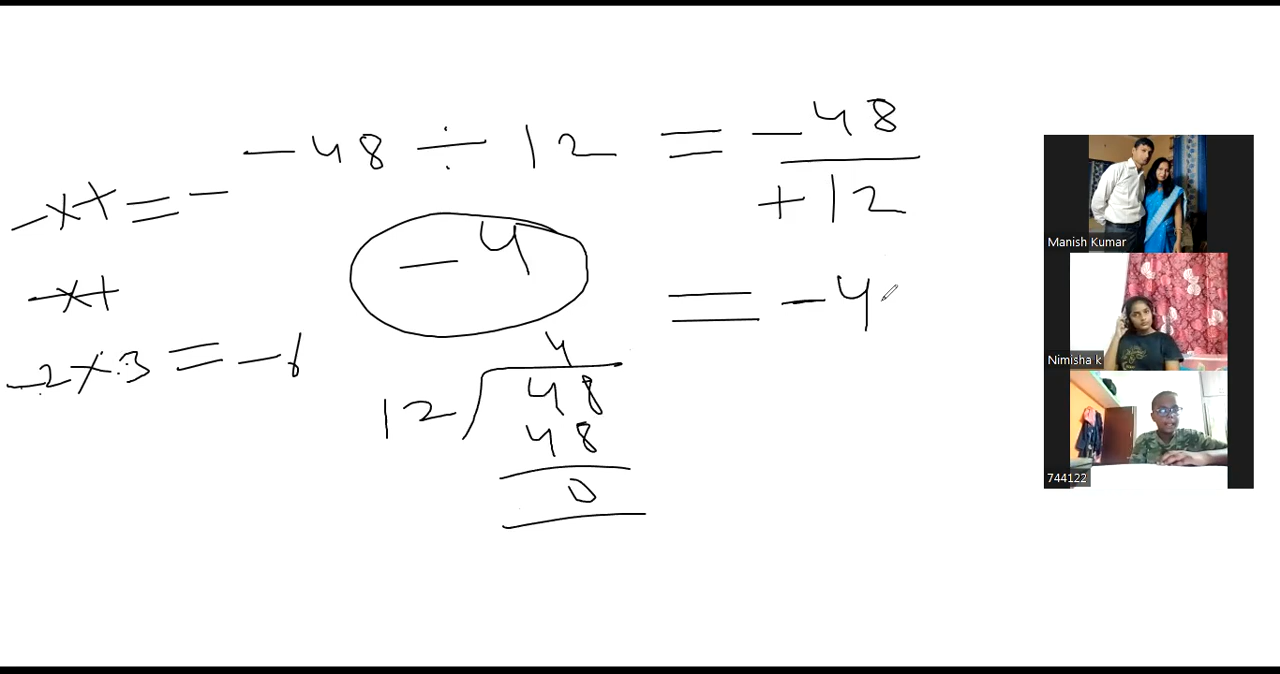 -48 ÷ 12 = -48/+12
- × + = -
-4
- × +
= -4
-2 × 3 = -6
4
12 ) 48
48
0
Manish Kumar
Nimisha k
744122